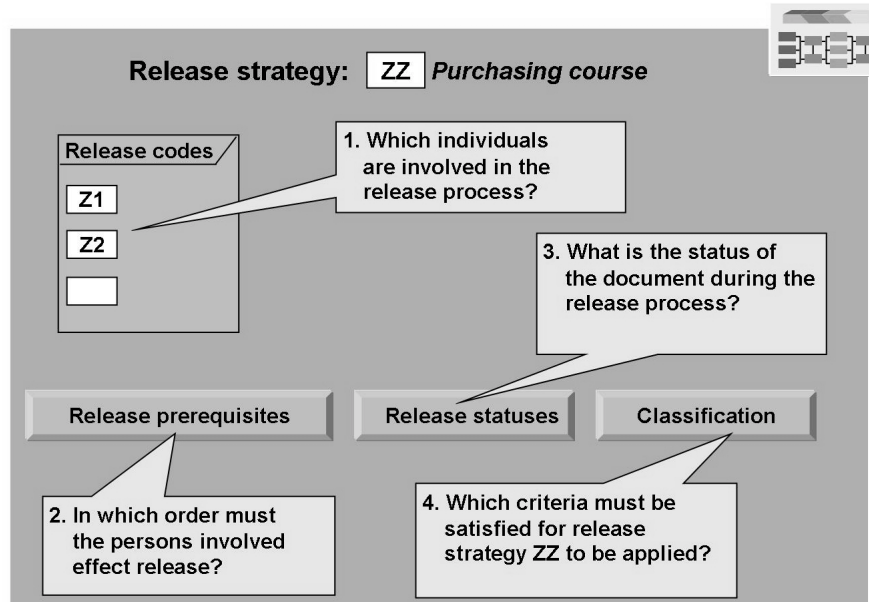 Release strategy: ZZ Purchasing course
Release codes
Z1
Z2
1. Which individuals
are involved in the
release process?
3. What is the status of
the document during the
release process?
Release prerequisites
Release statuses
Classification
2. In which order must
the persons involved
effect release?
4. Which criteria must be
satisfied for release
strategy ZZ to be applied?